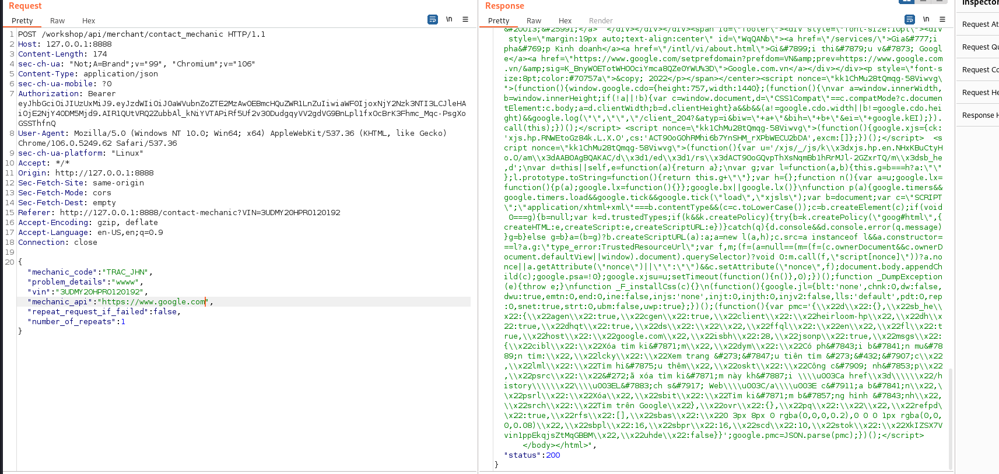 Request
Pretty Raw Hex \n
1 POST /workshop/api/merchant/contact_mechanic HTTP/1.1
2 Host: 127.0.0.1:8888
3 Content-Length: 174
4 sec-ch-ua: "Not;A=Brand";v="99", "Chromium";v="106"
5 Content-Type: application/json
6 sec-ch-ua-mobile: ?0
7 Authorization: Bearer
eyJhbGciOiJIUzUxMiJ9.eyJzdWIiOiJ0aWVubnZoZTE2MzAwOEBmcHQuZWR1LnZuIiwiaWF0IjoxNjY2Nzk3NTI3LCJleHA
iOjE2NjY4ODM5Mjd9.AIR1QUtVRQ2ZubbAl_kNiYVTAPiRf5Uf2v30DudgqyVV2gdVG9BnLpl1fxOcBrK3Fhmc_Mqc-PsgXo
GSSThfnQ
8 User-Agent: Mozilla/5.0 (Windows NT 10.0; Win64; x64) AppleWebKit/537.36 (KHTML, like Gecko)
Chrome/106.0.5249.62 Safari/537.36
9 sec-ch-ua-platform: "Linux"
10 Accept: */*
11 Origin: http://127.0.0.1:8888
12 Sec-Fetch-Site: same-origin
13 Sec-Fetch-Mode: cors
14 Sec-Fetch-Dest: empty
15 Referer: http://127.0.0.1:8888/contact-mechanic?VIN=3UDMY20HPRO120192
16 Accept-Encoding: gzip, deflate
17 Accept-Language: en-US,en;q=0.9
18 Connection: close
19
20 {
"mechanic_code":"TRAC_JHN",
"problem_details":"wwww",
"vin":"3UDMY20HPRO120192",
"mechanic_api":"https://www.google.com",
"repeat_request_if_failed":false,
"number_of_repeats":1
}
Response
Pretty Raw Hex Render \n
&#20013;&#25991;</a> </div></div></div><span id=\"footer\"><div style=\"font-size:10pt\"><div
style=\"margin:19px auto;text-align:center\" id=\"WqQANb\"><a href=\"/services/\">Gia&#777;i
pha&#769;p Kinh doanh</a><a href=\"/intl/vi/about.html\">Gi&#7899;i thi&#7879;u v&#7873; Googl
e</a><a href=\"https://www.google.com/setprefdomain?prefdom=VN&amp;prev=https://www.google.com
.vn/&amp;sig=K_BnyWOETotWHOOciYmca8QZe0YWU%3D\">Google.com.vn</a></div></div><p style=\"font-s
ize:8pt;color:#70757a\">&copy; 2022</p></span></center><script nonce=\"kk1ChMu28tQmqg-58Viwvg\
">(function(){window.google.cdo={height:757,width:1440};(function(){\nvar a=window.innerWidth,
b=window.innerHeight;if(!a||!b){var c=window.document,d=\"CSS1Compat\"==c.compatMode?c.documen
tElement:c.body;a=d.clientWidth;b=d.clientHeight}a&&b&&(a!=google.cdo.width||b!=google.cdo.hei
ght)&&google.log(\"\",\"\",\"/client_204?&atyp=i&biw=\"+a+\"&bih=\"+b+\"&ei=\"+google.kEI);}).
call(this);})();</script> <script nonce=\"kk1ChMu28tQmqg-58Viwvg\">(function(){google.xjs={ck:
'xjs.hp.RNWEtoGz84k.L.X.O',cs:'ACT90oG0hRMhi6b7YnSHM_rXPbWECU2bDA',excm:[]};})();</script>  <s
cript nonce=\"kk1ChMu28tQmqg-58Viwvg\">(function(){var u='/xjs/_/js/k\\x3dxjs.hp.en.NHxKBuCtyH
o.O/am\\x3dAABOAgBQAKAC/d\\x3d1/ed\\x3d1/rs\\x3dACT90oGQvpThXsNqmBb1hRrMJl-2GZxrTQ/m\\x3dsb_he
,d';\nvar d=this||self,e=function(a){return a};\nvar g;var l=function(a,b){this.g=b===h?a:\"\"
};l.prototype.toString=function(){return this.g+\"\"};var h={};function n(){var a=u;google.lx=
function(){p(a);google.lx=function(){}};google.bx||google.lx()}\nfunction p(a){google.timers&&
google.timers.load&&google.tick&&google.tick(\"load\",\"xjsls\");var b=document;var c=\"SCRIPT
\";\"application/xhtml+xml\"===b.contentType&&(c=c.toLowerCase());c=b.createElement(c);if(void
0===g){b=null;var k=d.trustedTypes;if(k&&k.createPolicy){try{b=k.createPolicy(\"goog#html\",{
createHTML:e,createScript:e,createScriptURL:e})}catch(q){d.console&&d.console.error(q.message)
}g=b}else g=b}a=(b=g)?b.createScriptURL(a):a;a=new l(a,h);c.src=a instanceof l&&a.constructor=
==l?a.g:\"type_error:TrustedResourceUrl\";var f,m;(f=(a=null==(m=(f=(c.ownerDocument&&c.ownerD
ocument.defaultView||window).document).querySelector)?void 0:m.call(f,\"script[nonce]\"))?a.no
nce||a.getAttribute(\"nonce\")||\"\":\"\")&&c.setAttribute(\"nonce\",f);document.body.appendCh
ild(c);google.psa=!0};google.xjsu=u;setTimeout(function(){n()},0);})();function _DumpException
(e){throw e;}\nfunction _F_installCss(c){}\n(function(){google.jl={blt:'none',chnk:0,dw:false,
dwu:true,emtn:0,end:0,ine:false,injs:'none',injt:0,injth:0,injv2:false,lls:'default',pdt:0,rep
:0,snet:true,strt:0,ubm:false,uwp:true};})();(function(){var pmc='{\\x22d\\x22:{},\\x22sb_he\\
x22:{\\x22agen\\x22:true,\\x22cgen\\x22:true,\\x22client\\x22:\\x22heirloom-hp\\x22,\\x22dh\\x
22:true,\\x22dhqt\\x22:true,\\x22ds\\x22:\\x22\\x22,\\x22ffql\\x22:\\x22en\\x22,\\x22fl\\x22:t
rue,\\x22host\\x22:\\x22google.com\\x22,\\x22isbh\\x22:28,\\x22jsonp\\x22:true,\\x22msgs\\x22:
{\\x22cibl\\x22:\\x22Xóa tìm ki&#7871;m\\x22,\\x22dym\\x22:\\x22Có ph&#7843;i b&#7841;n mu&#78
89;n tìm:\\x22,\\x22lcky\\x22:\\x22Xem trang &#273;&#7847;u tiên tìm &#273;&#432;&#7907;c\\x22
,\\x22lml\\x22:\\x22Tìm hi&#7875;u thêm\\x22,\\x22oskt\\x22:\\x22Công c&#7909; nh&#7853;p\\x22
,\\x22psrc\\x22:\\x22&#272;ã xóa tìm ki&#7871;m này kh&#7887;i \\\\u003Ca href\\x3d\\\\\\x22/h
istory\\\\\\x22\\\\u003EL&#7883;ch s&#7917; Web\\\\u003C/a\\\\u003E c&#7911;a b&#7841;n\\x22,\
\x22psrl\\x22:\\x22Xóa\\x22,\\x22sbit\\x22:\\x22Tìm ki&#7871;m b&#7857;ng hình &#7843;nh\\x22,
\\x22srch\\x22:\\x22Tìm trên Google\\x22},\\x22ovr\\x22:{},\\x22pq\\x22:\\x22\\x22,\\x22refpd\
\x22:true,\\x22rfs\\x22:[],\\x22sbas\\x22:\\x220 3px 8px 0 rgba(0,0,0,0.2),0 0 0 1px rgba(0,0,
0,0.08)\\x22,\\x22sbpl\\x22:16,\\x22sbpr\\x22:16,\\x22scd\\x22:10,\\x22stok\\x22:\\x22XkIZSX7V
vin1ppEkqjsZtMqGBBM\\x22,\\x22uhde\\x22:false}}';google.pmc=JSON.parse(pmc);})();</script>
</body></html>",
"status":200
}
Inspector
Request At
Request Qu
Request Co
Request He
Response H